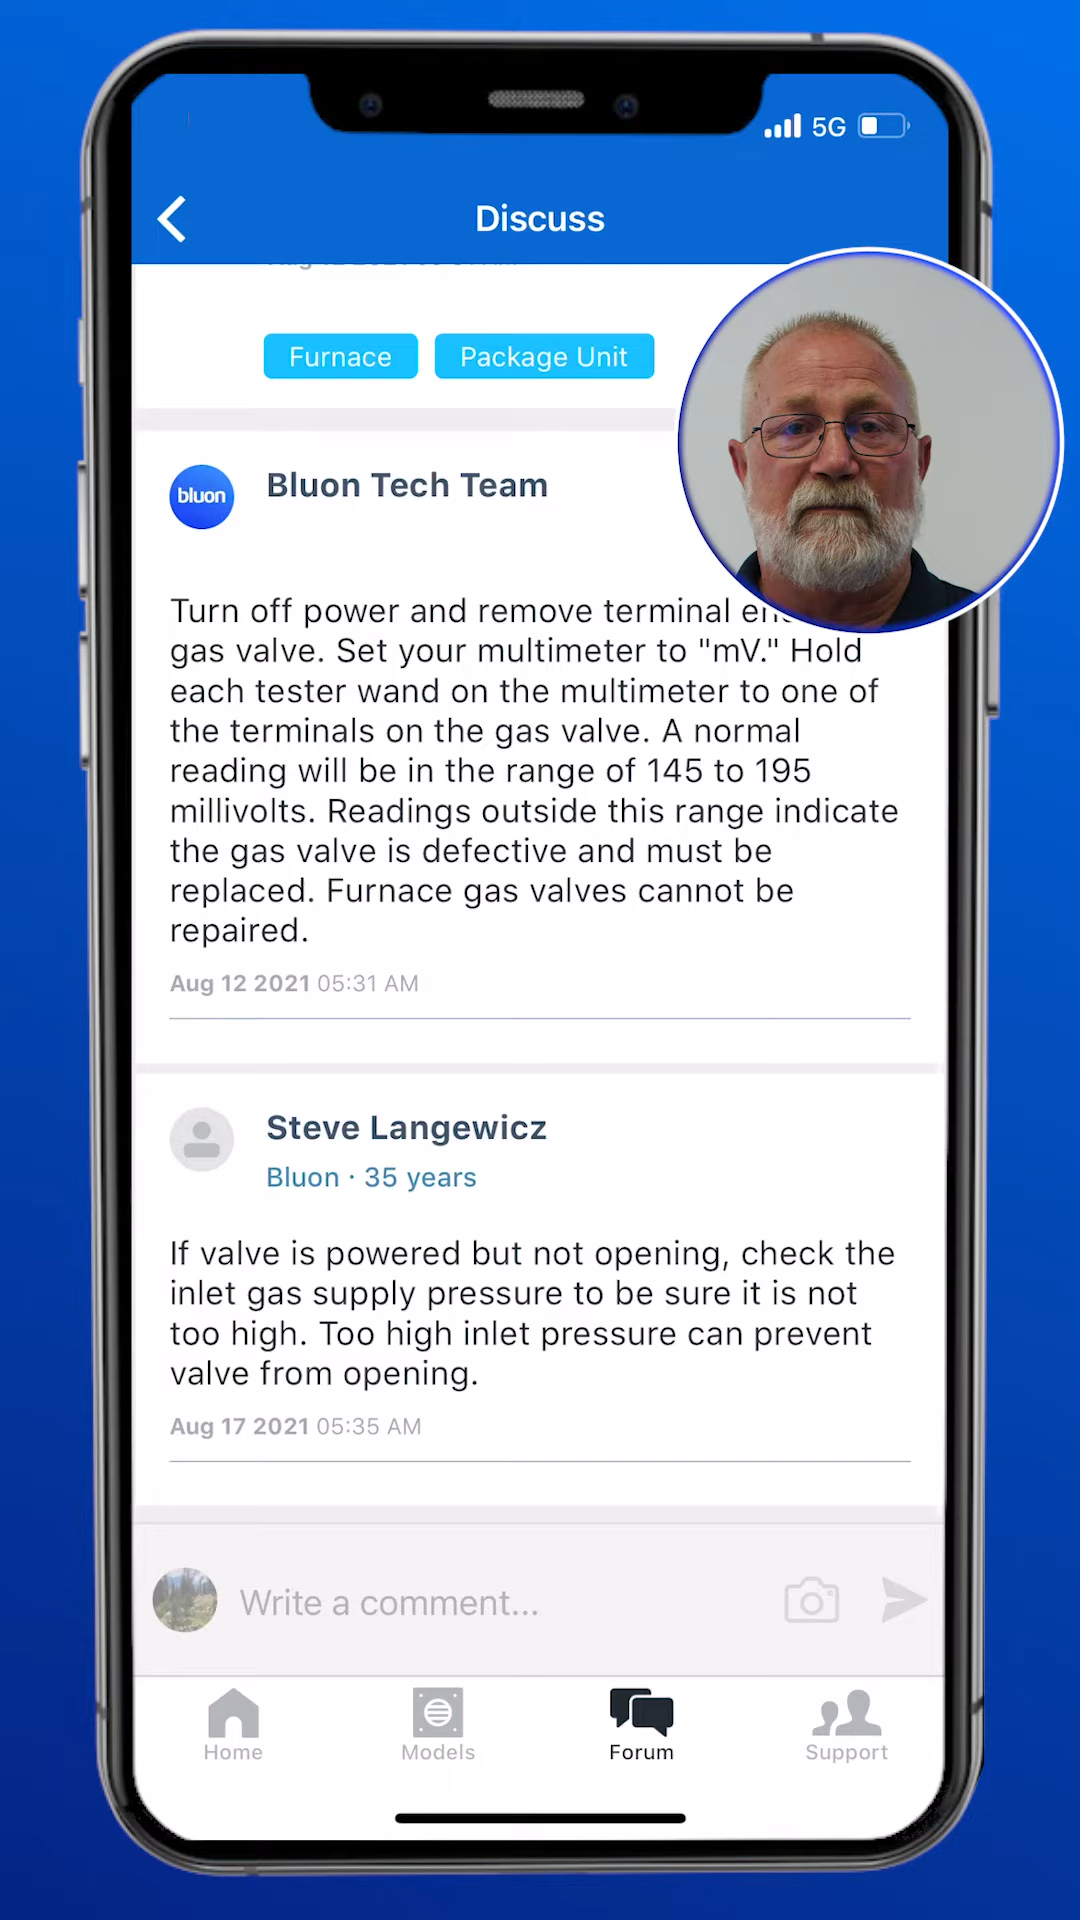 5G
Discuss
Furnace
Package Unit
bluon
Bluon Tech Team
Turn off power and remove terminal
gas valve. Set your multimeter to "mV." Hold
each tester wand on the multimeter to one of
the terminals on the gas valve. A normal
reading will be in the range of 145 to 195
millivolts. Readings outside this range indicate
the gas valve is defective and must be
replaced. Furnace gas valves cannot be
repaired.
Aug 12 2021 05:31 AM
Steve Langewicz
Bluon · 35 years
If valve is powered but not opening, check the
inlet gas supply pressure to be sure it is not
too high. Too high inlet pressure can prevent
valve from opening.
Aug 17 2021 05:35 AM
Write a comment...
Home
Models
Forum
Support